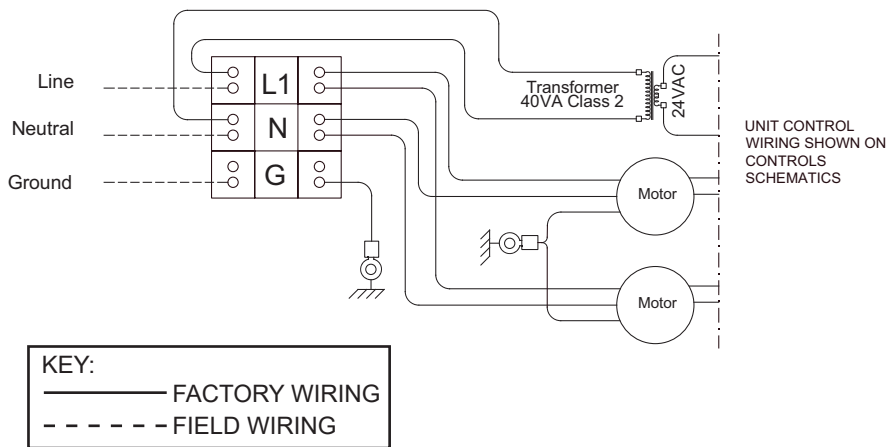 Line
Neutral
Ground
L1
N
G
Transformer
40VA Class 2
24VAC
Motor
Motor
UNIT CONTROL
WIRING SHOWN ON
CONTROLS
SCHEMATICS
KEY:
FACTORY WIRING
FIELD WIRING